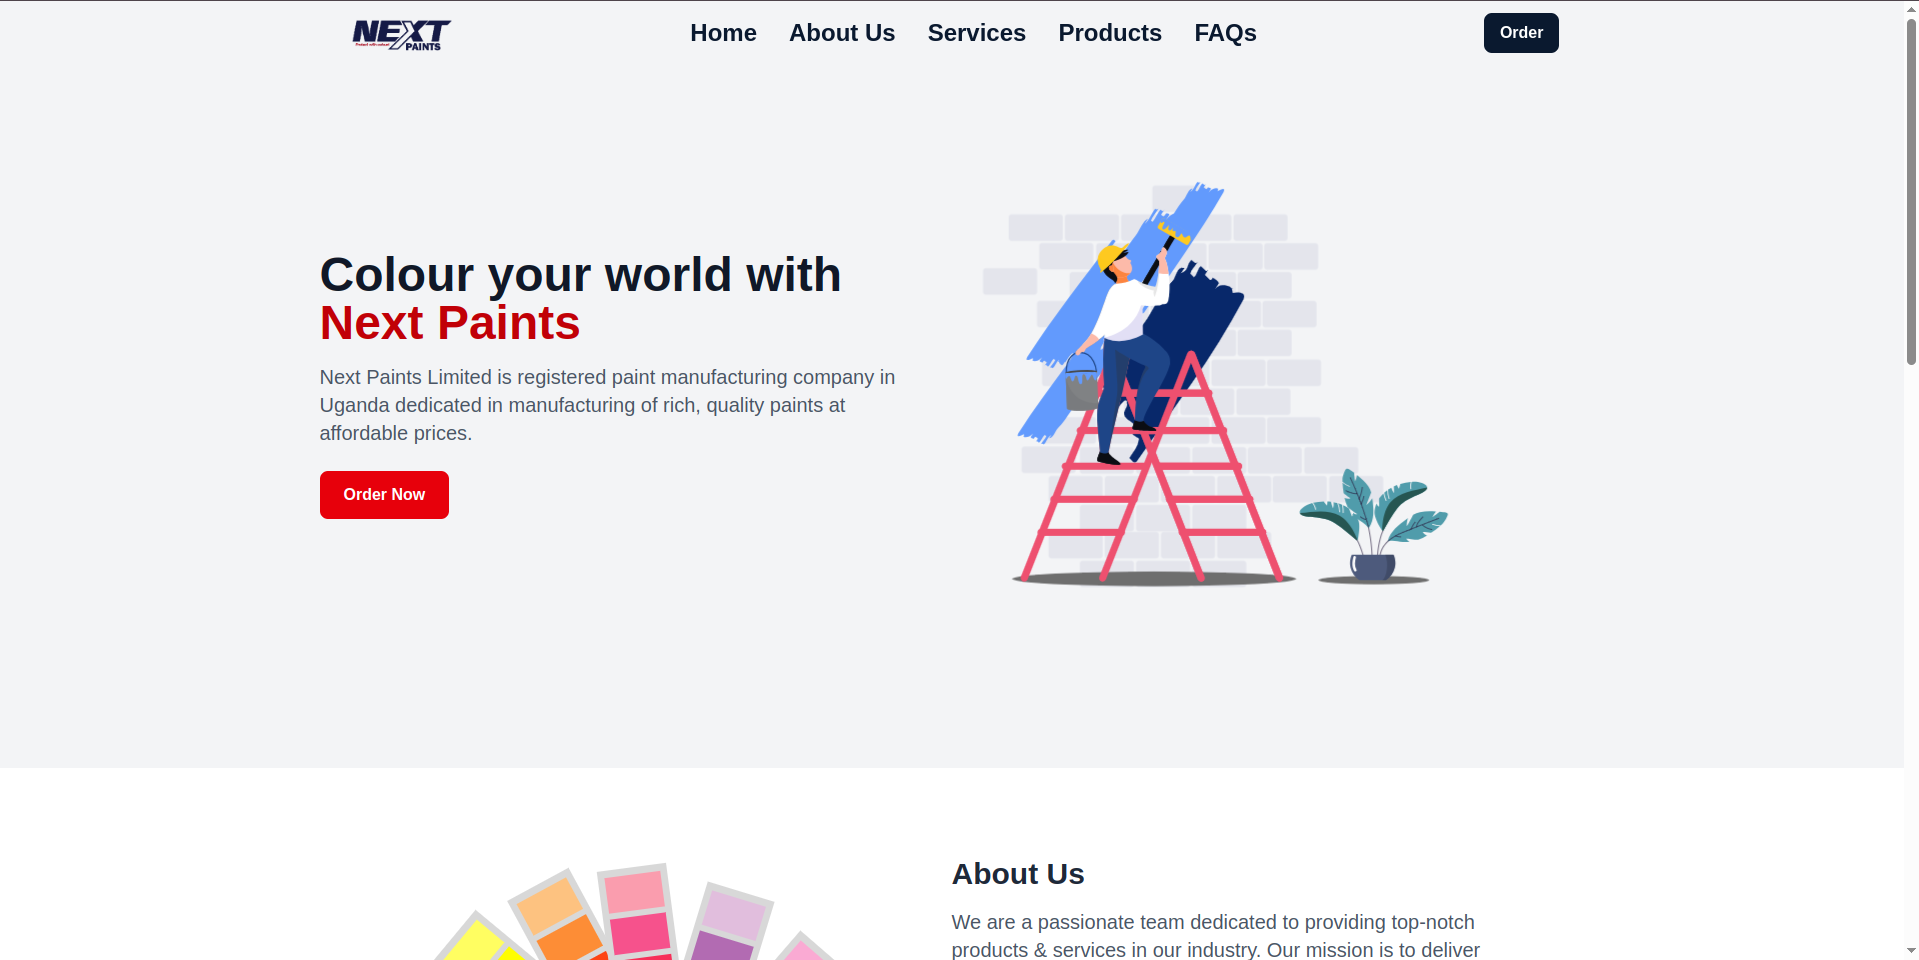 NEXT
PAINTS
Home
About Us
Services
Products
FAQs
Order
Colour your world with
Next Paints
Next Paints Limited is registered paint manufacturing company in
Uganda dedicated in manufacturing of rich, quality paints at
affordable prices.
Order Now
About Us
We are a passionate team dedicated to providing top-notch
products & services in our industry. Our mission is to deliver